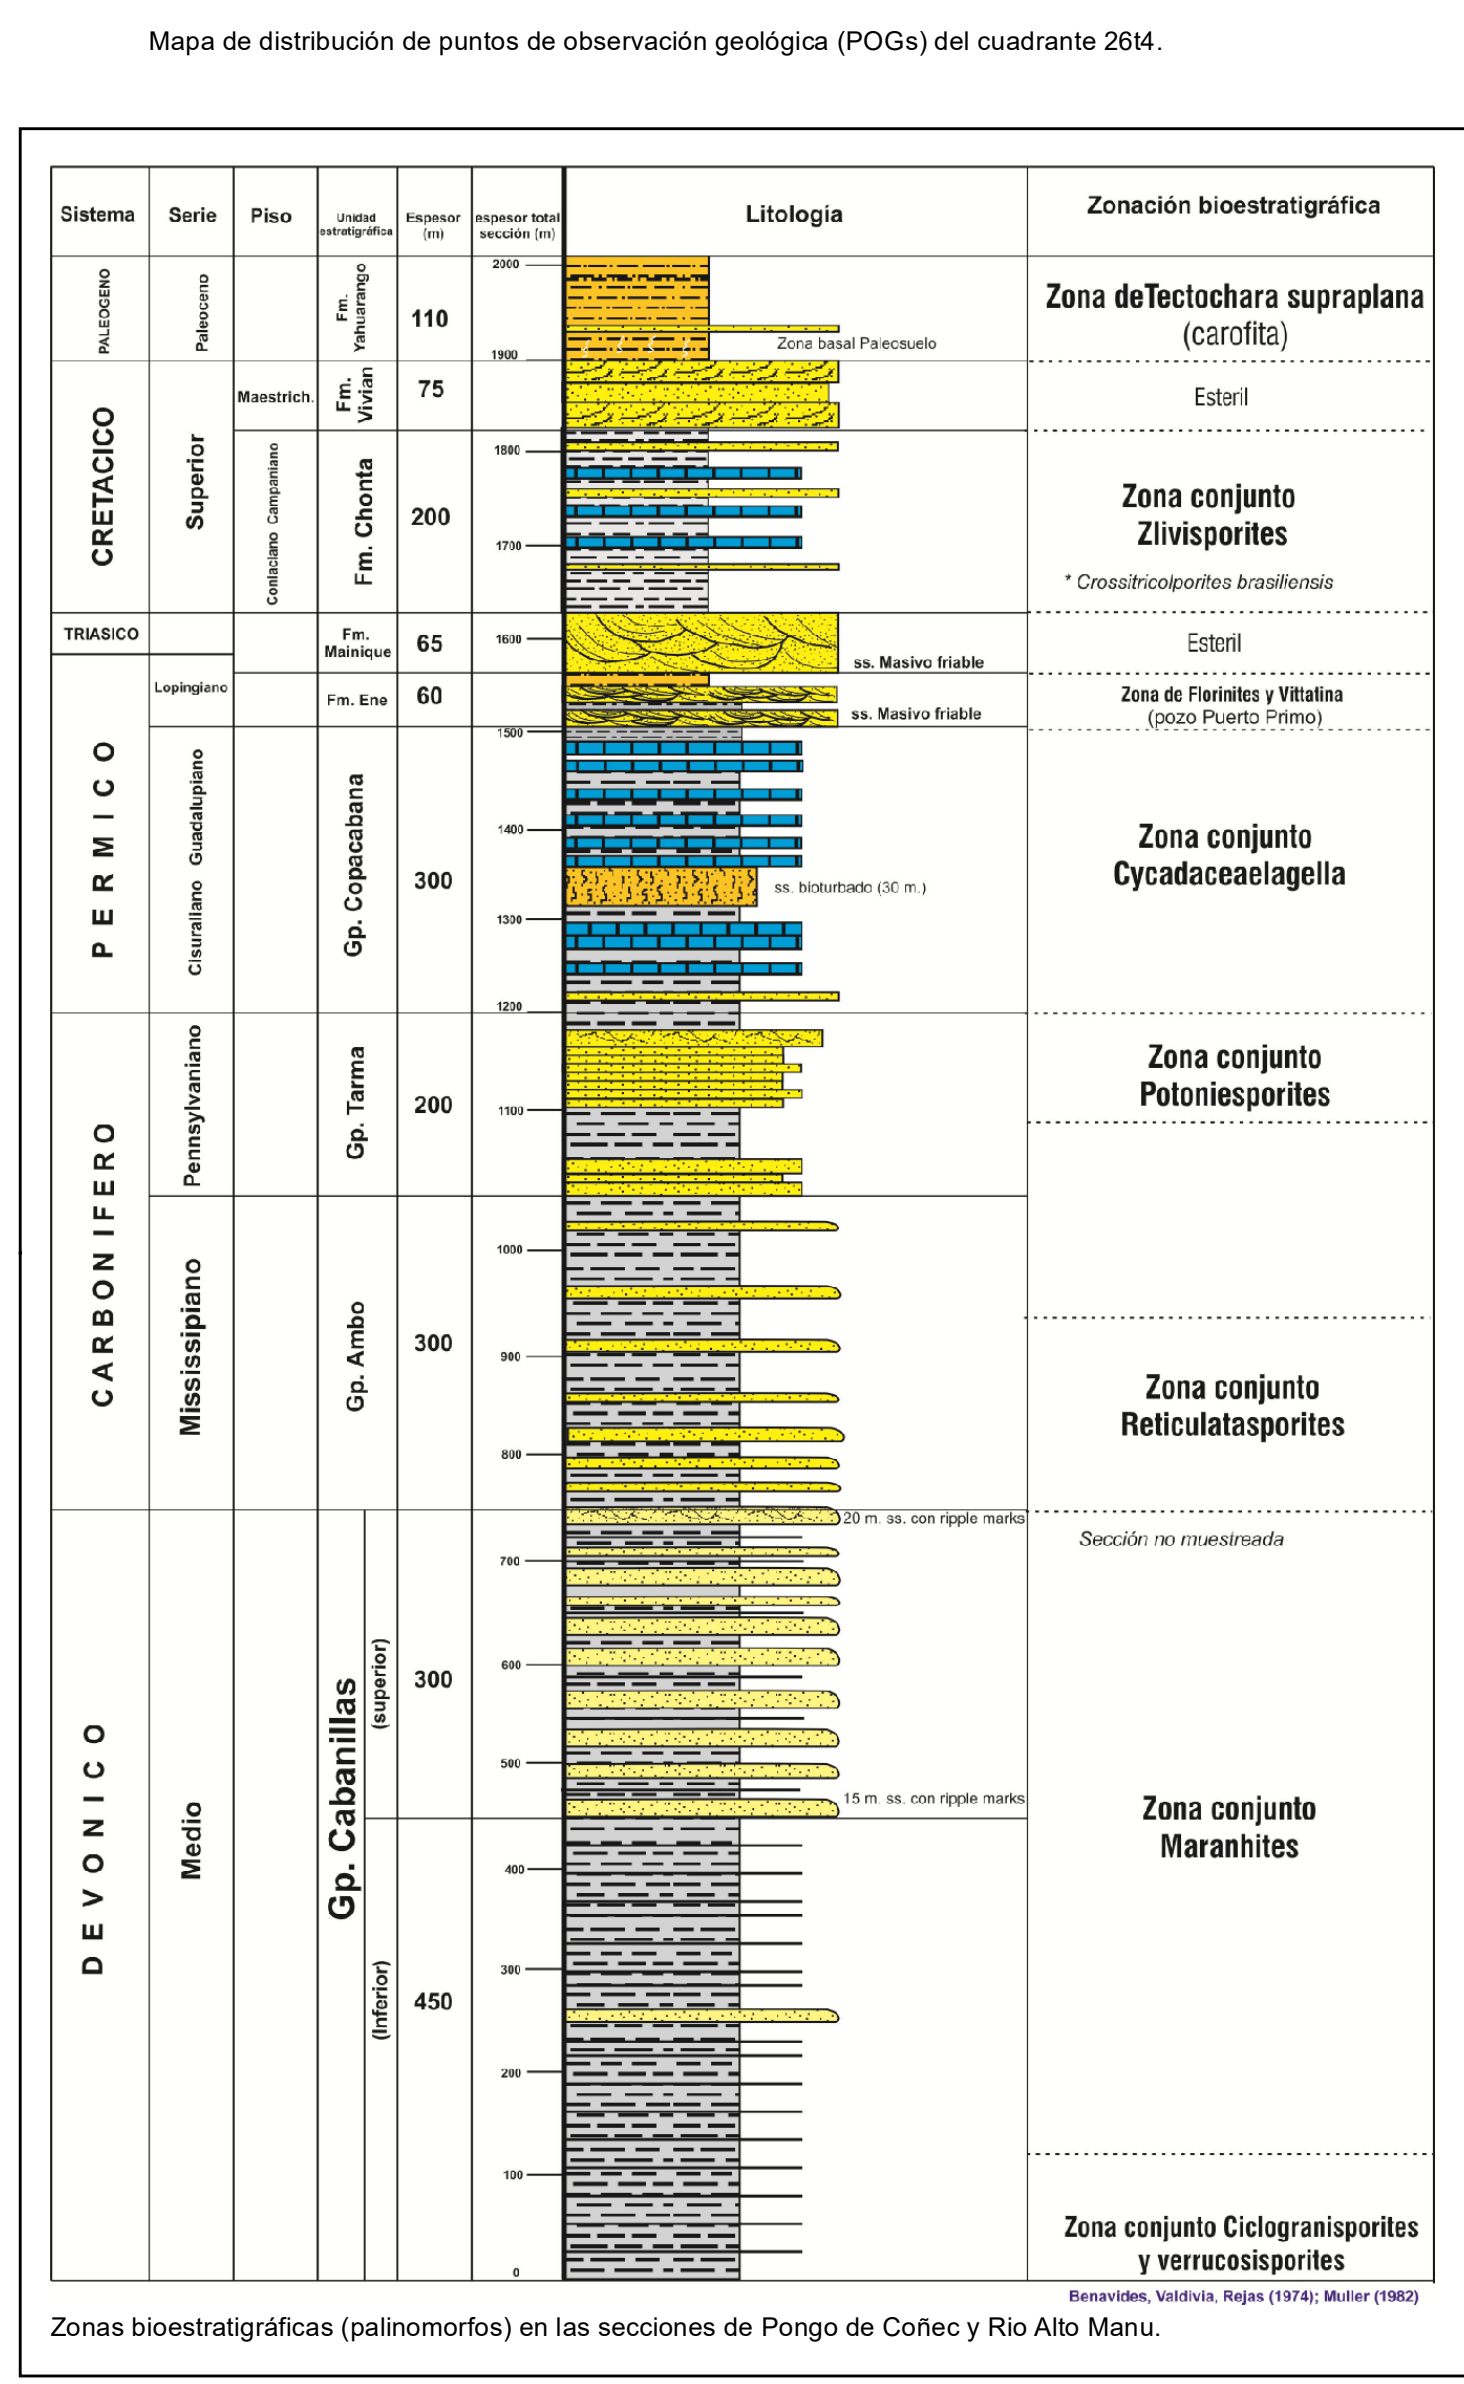 Mapa de distribución de puntos de observación geológica (POGs) del cuadrante 26t4.
Sistema
Serie
Piso
Unidad
estratigráfica
Espesor
(m)
espesor total
sección (m)
Litología
Zonación bioestratigráfica
PALEOGENO
Paleoceno
Fm.
Yahuarango
110
2000
1900
Zona basal Paleosuelo
Zona deTectochara supraplana
(carofita)
CRETACICO
Superior
Maestrich.
Fm.
Vivian
75
Esteril
Conlaciano Campaniano
Fm. Chonta
200
1800
1700
Zona conjunto
Zlivisporites
* Crossitricolporites brasiliensis
TRIASICO
Fm.
Mainique
65
1600
ss. Masivo friable
Esteril
PERMICO
Lopingiano
Fm. Ene
60
ss. Masivo friable
Zona de Florinites y Vittatina
(pozo Puerto Primo)
1500
Cisuraliano Guadalupiano
Gp. Copacabana
300
1400
1300
1200
ss. bioturbado (30 m.)
Zona conjunto
Cycadaceaelagella
CARBONIFERO
Pennsylvaniano
Gp. Tarma
200
1100
Zona conjunto
Potoniesporites
Mississipiano
Gp. Ambo
300
1000
900
800
Zona conjunto
Reticulatasporites
DEVONICO
Medio
Gp. Cabanillas
(superior)
300
20 m. ss. con ripple marks
Sección no muestreada
700
600
500
15 m. ss. con ripple marks
Zona conjunto
Maranhites
(Inferior)
450
400
300
200
100
0
Zona conjunto Ciclogranisporites
y verrucosisporites
Benavides, Valdivia, Rejas (1974); Muller (1982)
Zonas bioestratigráficas (palinomorfos) en las secciones de Pongo de Coñec y Rio Alto Manu.